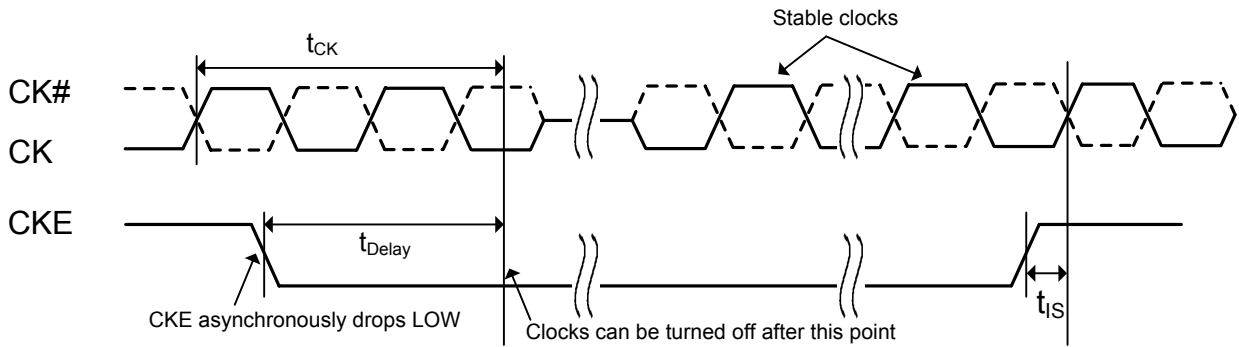 Stable clocks
tCK
CK#
CK
CKE
tDelay
tIS
CKE asynchronously drops LOW
Clocks can be turned off after this point